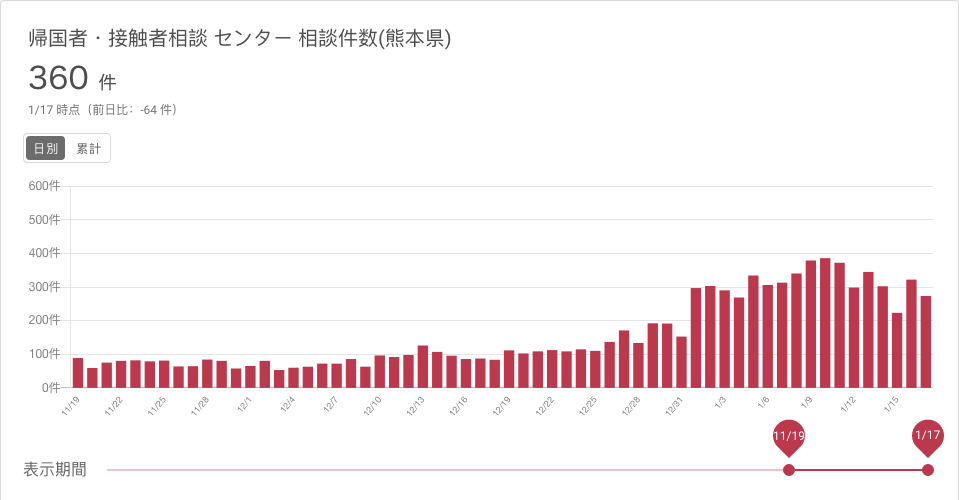 帰国者・接触者相談 センター 相談件数(熊本県)
360 件
1/17 時点（前日比：-64 件）
日別 累計
600件
500件
400件
300件
200件
100件
0件
11/19 11/22 11/25 11/28 12/1 12/4 12/7 12/10 12/13 12/16 12/19 12/22 12/25 12/28 12/31 1/3 1/6 1/9 1/12 1/15
11/19 1/17
表示期間